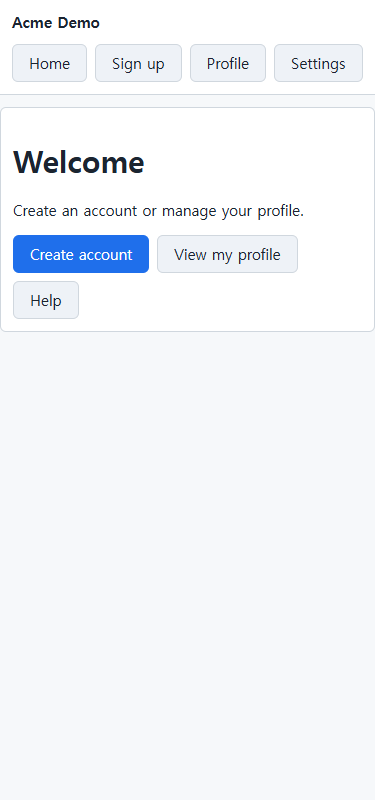 Acme Demo
Home Sign up Profile Settings
Welcome
Create an account or manage your profile.
Create account View my profile
Help